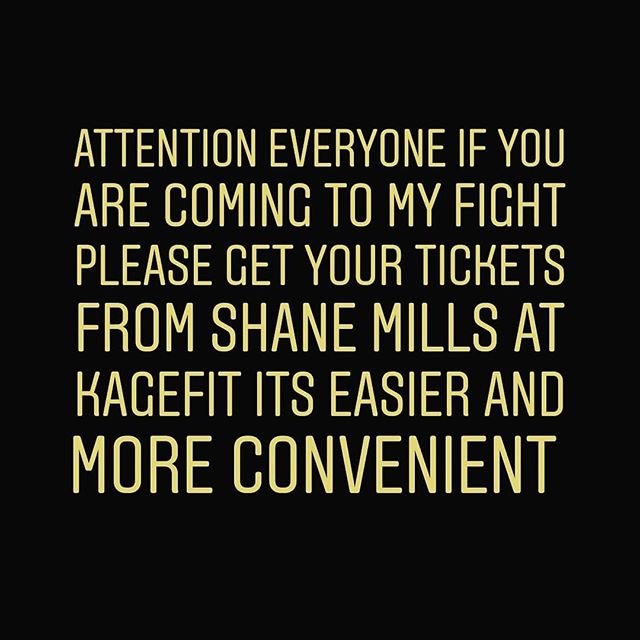 ATTENTION EVERYONE IF YOU
ARE COMING TO MY FIGHT
PLEASE GET YOUR TICKETS
FROM SHANE MILLS AT
KAGEFIT ITS EASIER AND
MORE CONVENIENT